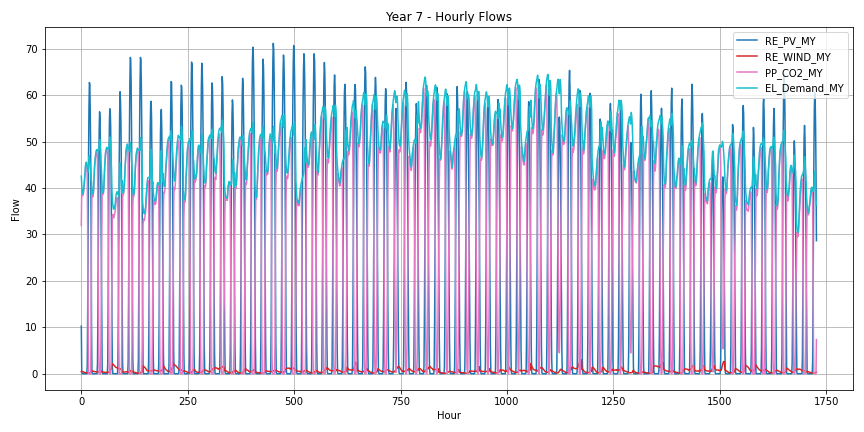 Year 7 - Hourly Flows
RE_PV_MY
RE_WIND_MY
PP_CO2_MY
EL_Demand_MY
70
60
50
40
30
20
10
0
Flow
0
250
500
750
1000
1250
1500
1750
Hour